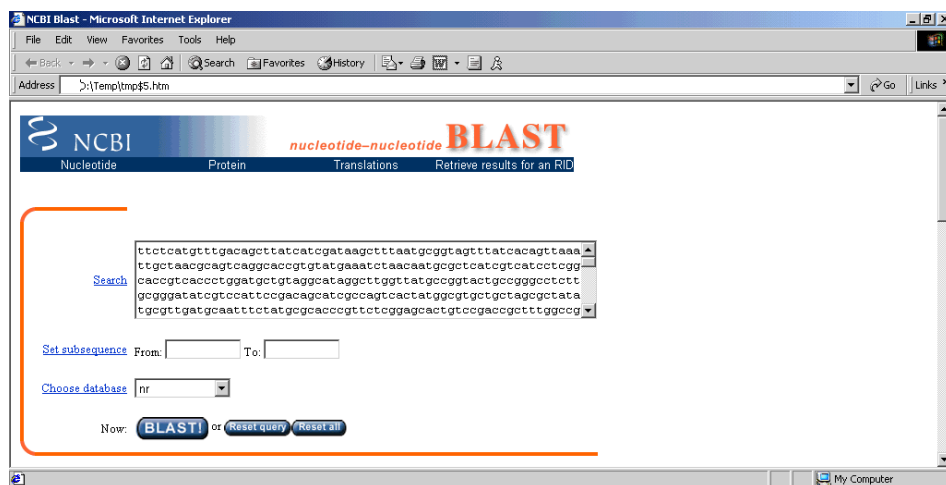 NCBI Blast - Microsoft Internet Explorer
File Edit View Favorites Tools Help
Back Search Favorites History
Address D:\Temp\tmp$5.htm Go Links
NCBI nucleotide–nucleotide BLAST
Nucleotide Protein Translations Retrieve results for an RID
ttctcatgtttgacagcttatcatcgataagctttaatgcggtagtttatcacagttaaa
ttgctaacgcagtcaggcaccgtgtatgaaatctaacaatgcgctcatcgtcatcctcgg
Search caccgtcaccctggatgctgtaggcataggcttggttatgccggtactgccgggcctctt
gcgggatatcgtccattccgacagcatcgccagtcactatggcgtgctgctagcgctata
tgcgttgatgcaatttctatgcgcacccgttctcggagcactgtccgaccgctttggccg
Set subsequence From: To:
Choose database nr
Now: BLAST! or Reset query Reset all
My Computer